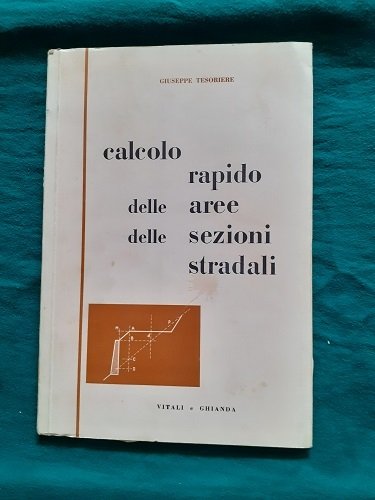 GIUSEPPE TESORIERE
calcolo
rapido
delle aree
delle sezioni
stradali
VITALI e GHIANDA